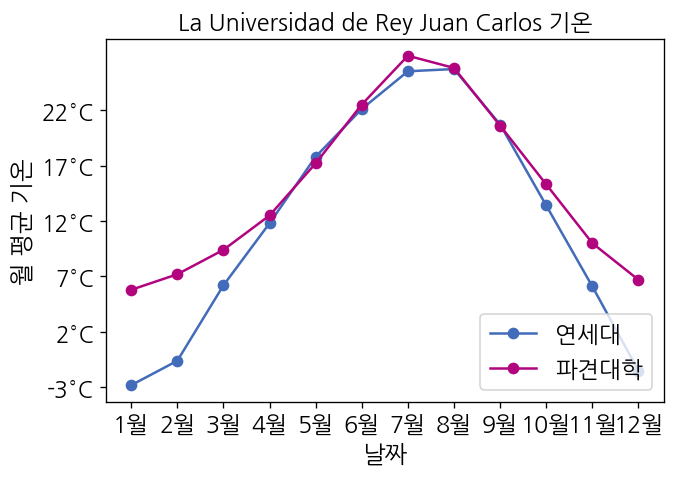 La Universidad de Rey Juan Carlos 기온
월 평균 기온
22˚C
17˚C
12˚C
7˚C
2˚C
-3˚C
연세대
파견대학
1월 2월 3월 4월 5월 6월 7월 8월 9월 10월 11월 12월
날짜